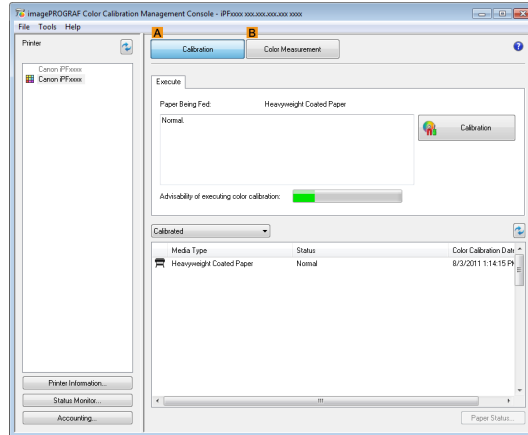 imagePROGRAF Color Calibration Management Console - iPFxxxx xxx.xxx.xxx.xxx xxxx
File Tools Help
A
B
Printer
Calibration
Color Measurement
Canon iPFxxxx
Canon iPFxxxx
Execute
Paper Being Fed: Heavyweight Coated Paper
Normal.
Calibration
Advisability of executing color calibration:
Calibrated
Media Type Status Color Calibration Date
Heavyweight Coated Paper Normal 8/3/2011 1:14:15 PM
Printer Information...
Status Monitor...
Accounting...
Paper Status...